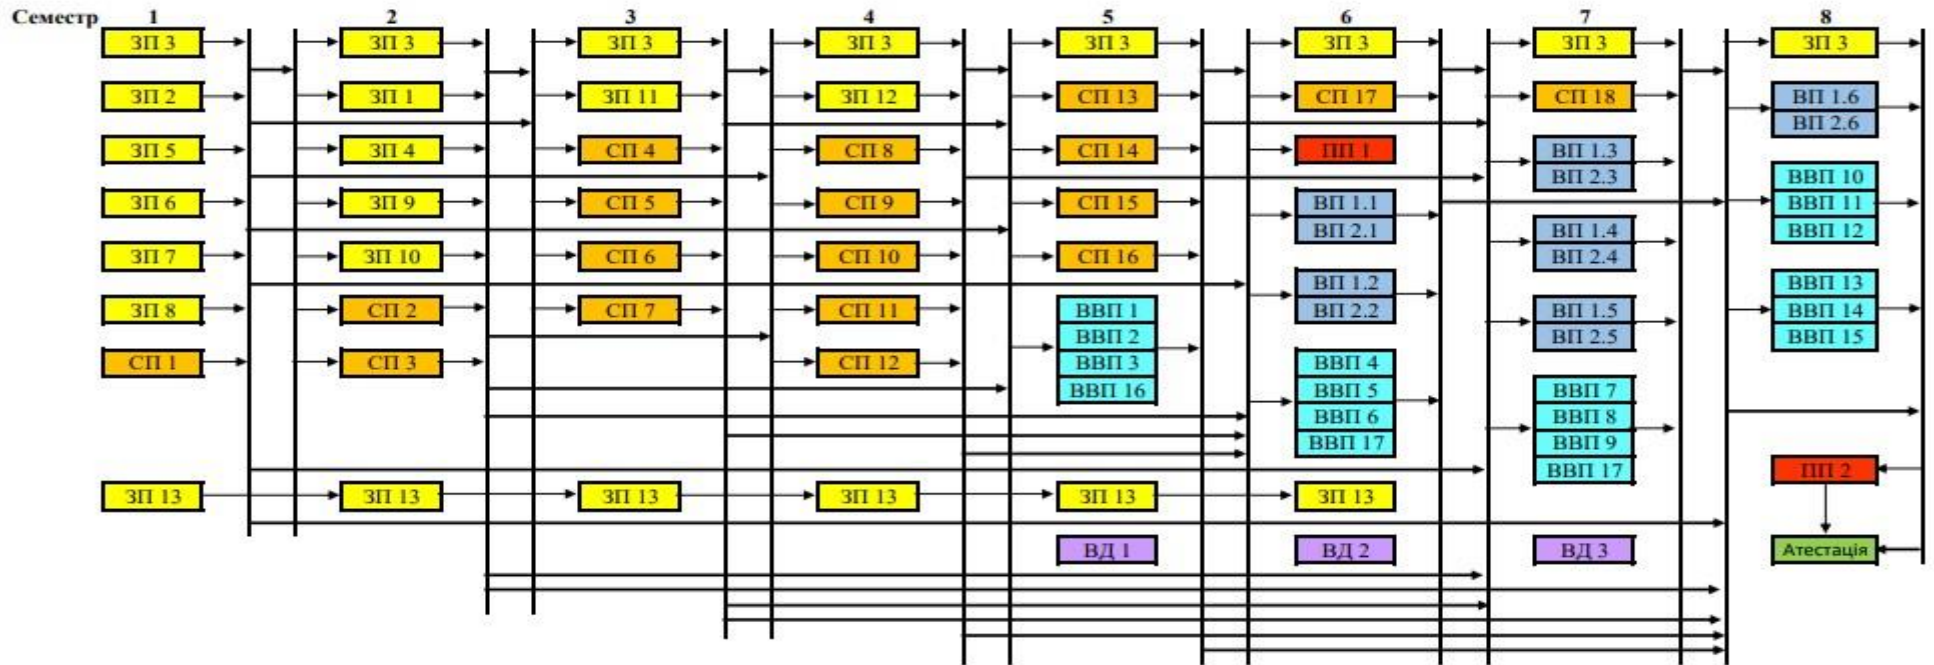 Семестр 1 2 3 4 5 6 7 8
ЗП 3 ЗП 3 ЗП 3 ЗП 3 ЗП 3 ЗП 3 ЗП 3 ЗП 3
ЗП 2 ЗП 1 ЗП 11 ЗП 12 СП 13 СП 17 СП 18 ВП 1.6
ВП 2.6
ЗП 5 ЗП 4 СП 4 СП 8 СП 14 ПП 1 ВП 1.3
ВП 2.3 ВВП 10
ЗП 6 ЗП 9 СП 5 СП 9 СП 15 ВП 1.1 ВВП 11
ВП 2.1 ВП 1.4 ВВП 12
ЗП 7 ЗП 10 СП 6 СП 10 СП 16 ВП 2.4
ВП 1.2 ВВП 13
ЗП 8 СП 2 СП 7 СП 11 ВВП 1 ВП 2.2 ВП 1.5 ВВП 14
ВВП 2 ВП 2.5 ВВП 15
СП 1 СП 3 СП 12 ВВП 3 ВВП 4
ВВП 16 ВВП 5 ВВП 7
ВВП 6 ВВП 8
ВВП 17 ВВП 9
ВВП 17 ПП 2
ЗП 13 ЗП 13 ЗП 13 ЗП 13 ЗП 13 ЗП 13
ВД 1 ВД 2 ВД 3 Атестація